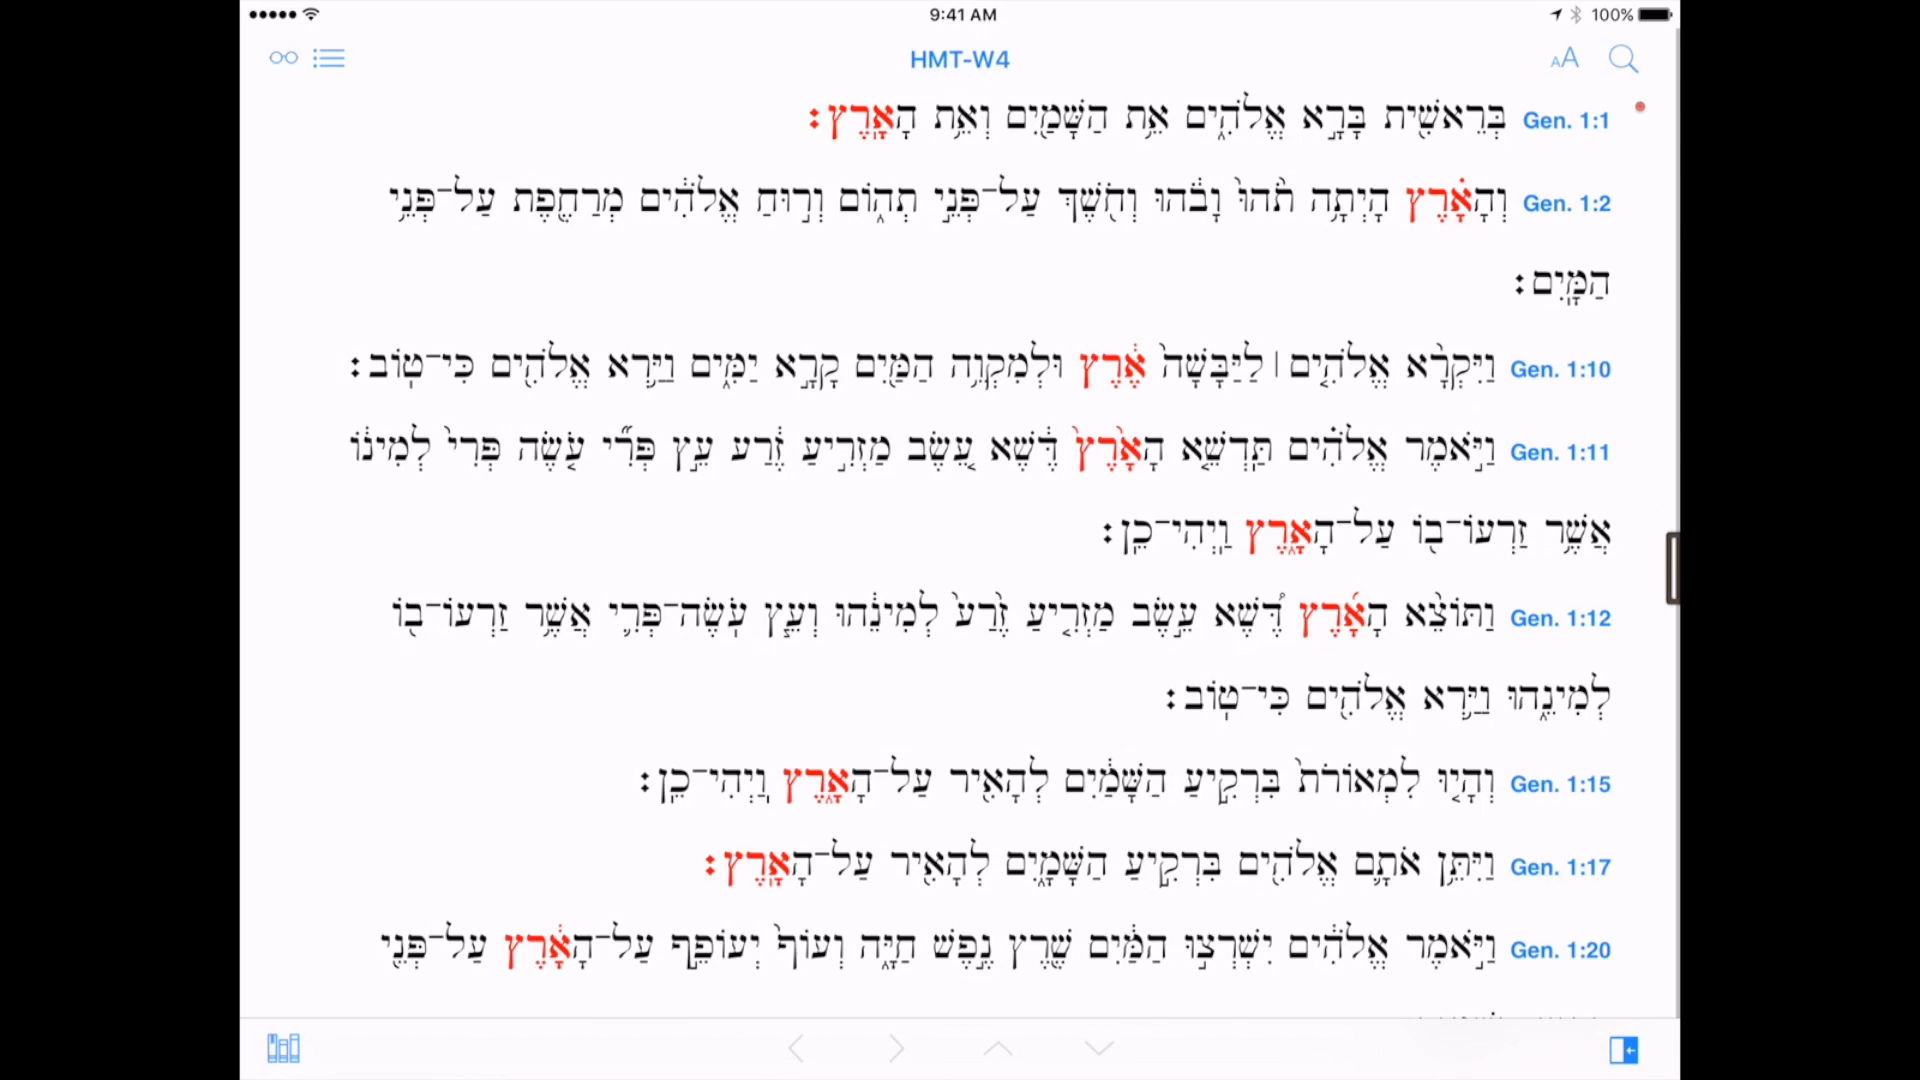 9:41 AM
100%
HMT-W4
AA
Gen. 1:1 בְּרֵאשִׁ֖ית בָּרָ֣א אֱלֹהִ֑ים אֵ֥ת הַשָּׁמַ֖יִם וְאֵ֥ת הָאָֽרֶץ׃
Gen. 1:2 וְהָאָ֗רֶץ הָיְתָ֥ה תֹ֙הוּ֙ וָבֹ֔הוּ וְחֹ֖שֶׁךְ עַל־פְּנֵ֣י תְה֑וֹם וְר֣וּחַ אֱלֹהִ֔ים מְרַחֶ֖פֶת עַל־פְּנֵ֥י
הַמָּֽיִם׃
Gen. 1:10 וַיִּקְרָ֨א אֱלֹהִ֤ים׀ לַיַּבָּשָׁה֙ אֶ֔רֶץ וּלְמִקְוֵ֥ה הַמַּ֖יִם קָרָ֣א יַמִּ֑ים וַיַּ֥רְא אֱלֹהִ֖ים כִּי־טֽוֹב׃
Gen. 1:11 וַיֹּ֣אמֶר אֱלֹהִ֗ים תַּֽדְשֵׁ֤א הָאָ֙רֶץ֙ דֶּ֔שֶׁא עֵ֚שֶׂב מַזְרִ֣יעַ זֶ֔רַע עֵ֣ץ פְּרִ֞י עֹ֤שֶׂה פְּרִי֙ לְמִינ֔וֹ
אֲשֶׁ֥ר זַרְעוֹ־ב֖וֹ עַל־הָאָ֑רֶץ וַֽיְהִי־כֵֽן׃
Gen. 1:12 וַתּוֹצֵ֨א הָאָ֜רֶץ דֶּ֠שֶׁא עֵ֣שֶׂב מַזְרִ֤יעַ זֶ֙רַע֙ לְמִינֵ֔הוּ וְעֵ֧ץ עֹֽשֶׂה־פְּרִ֛י אֲשֶׁ֥ר זַרְעוֹ־ב֖וֹ
לְמִינֵ֑הוּ וַיַּ֥רְא אֱלֹהִ֖ים כִּי־טֽוֹב׃
Gen. 1:15 וְהָי֤וּ לִמְאוֹרֹת֙ בִּרְקִ֣יעַ הַשָּׁמַ֔יִם לְהָאִ֖יר עַל־הָאָ֑רֶץ וַֽיְהִי־כֵֽן׃
Gen. 1:17 וַיִּתֵּ֥ן אֹתָ֛ם אֱלֹהִ֖ים בִּרְקִ֣יעַ הַשָּׁמָ֑יִם לְהָאִ֖יר עַל־הָאָֽרֶץ׃
Gen. 1:20 וַיֹּ֣אמֶר אֱלֹהִ֔ים יִשְׁרְצ֣וּ הַמַּ֔יִם שֶׁ֖רֶץ נֶ֣פֶשׁ חַיָּ֑ה וְעוֹף֙ יְעוֹפֵ֣ף עַל־הָאָ֔רֶץ עַל־פְּנֵ֖י